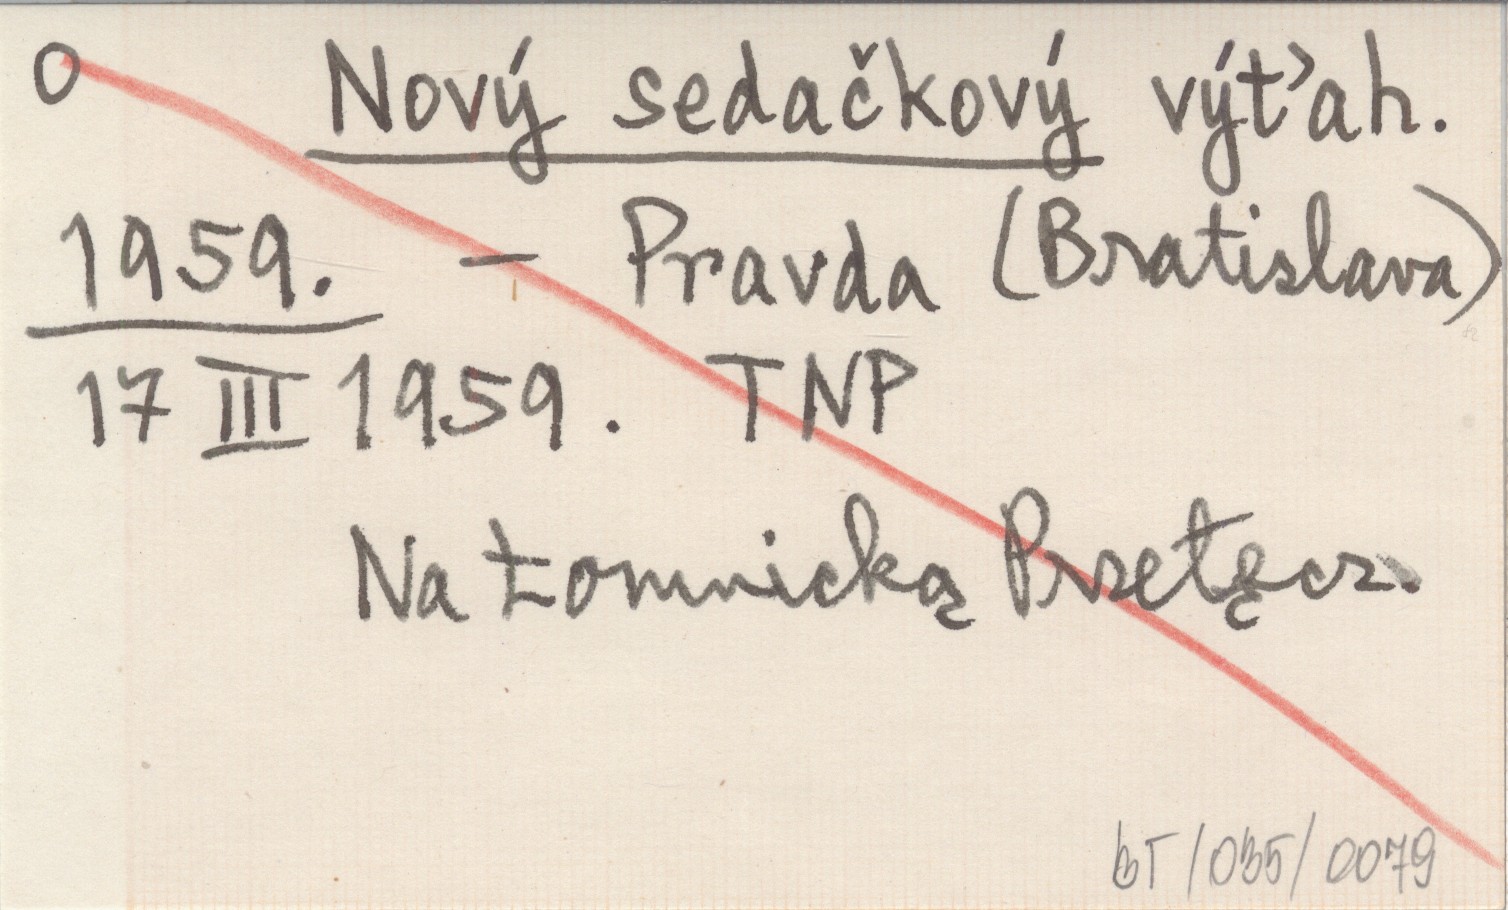 O Nový sedačkový výťah.
1959. — Pravda (Bratislava)
17 III 1959. TNP
Na Łomnicką Przełęcz.
bT/035/0079